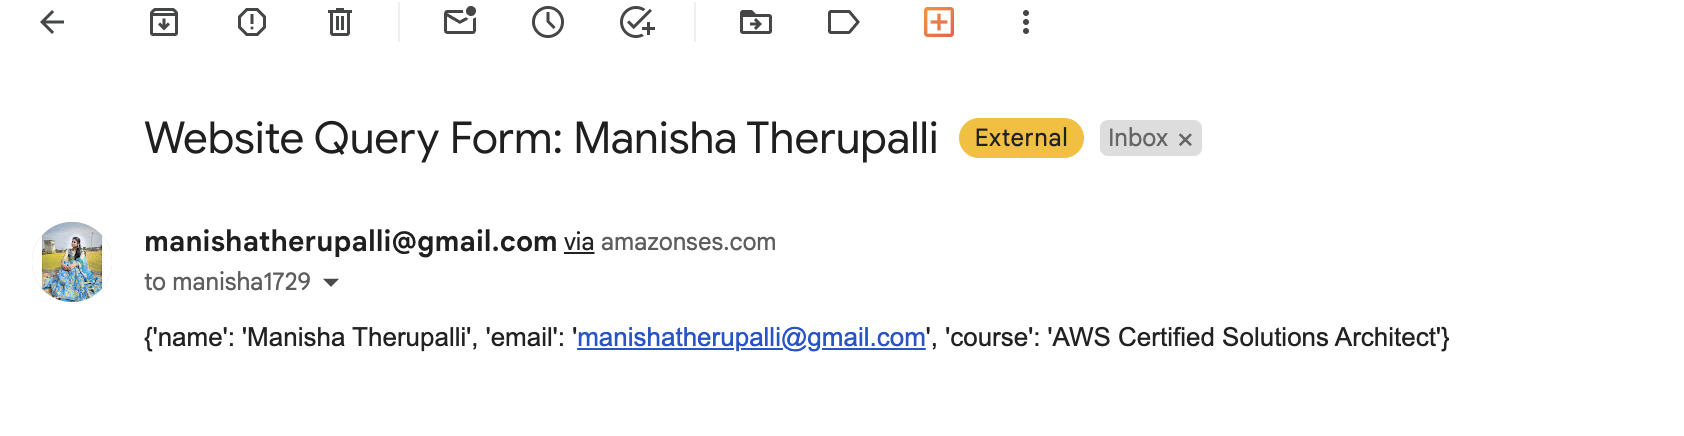 Website Query Form: Manisha Therupalli External Inbox ×
manishatherupalli@gmail.com via amazonses.com
to manisha1729
{'name': 'Manisha Therupalli', 'email': 'manishatherupalli@gmail.com', 'course': 'AWS Certified Solutions Architect'}